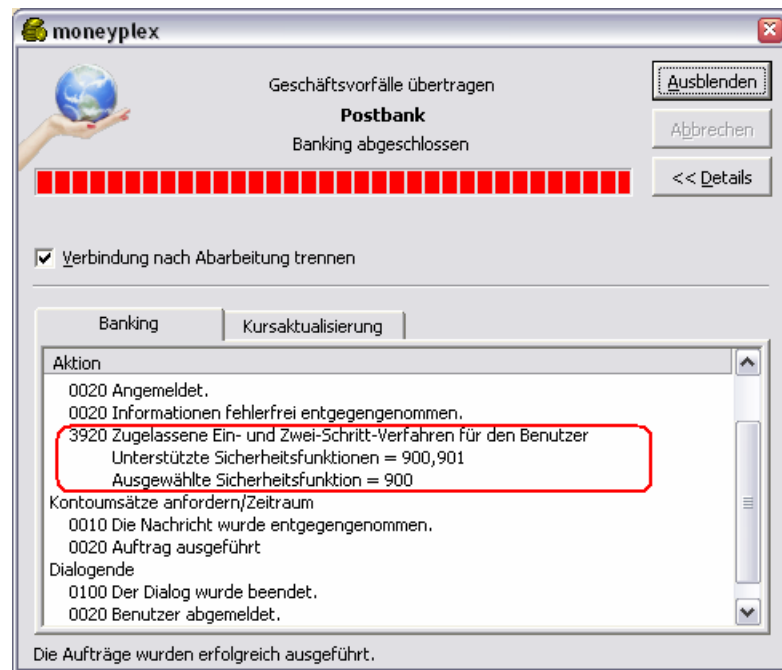 moneyplex
Geschäftsvorfälle übertragen
Postbank
Banking abgeschlossen
Ausblenden
Abbrechen
<< Details
Verbindung nach Abarbeitung trennen
Banking
Kursaktualisierung
Aktion
0020 Angemeldet.
0020 Informationen fehlerfrei entgegengenommen.
3920 Zugelassene Ein- und Zwei-Schritt-Verfahren für den Benutzer
Unterstützte Sicherheitsfunktionen = 900,901
Ausgewählte Sicherheitsfunktion = 900
Kontoumsätze anfordern/Zeitraum
0010 Die Nachricht wurde entgegengenommen.
0020 Auftrag ausgeführt
Dialogende
0100 Der Dialog wurde beendet.
0020 Benutzer abgemeldet.
Die Aufträge wurden erfolgreich ausgeführt.